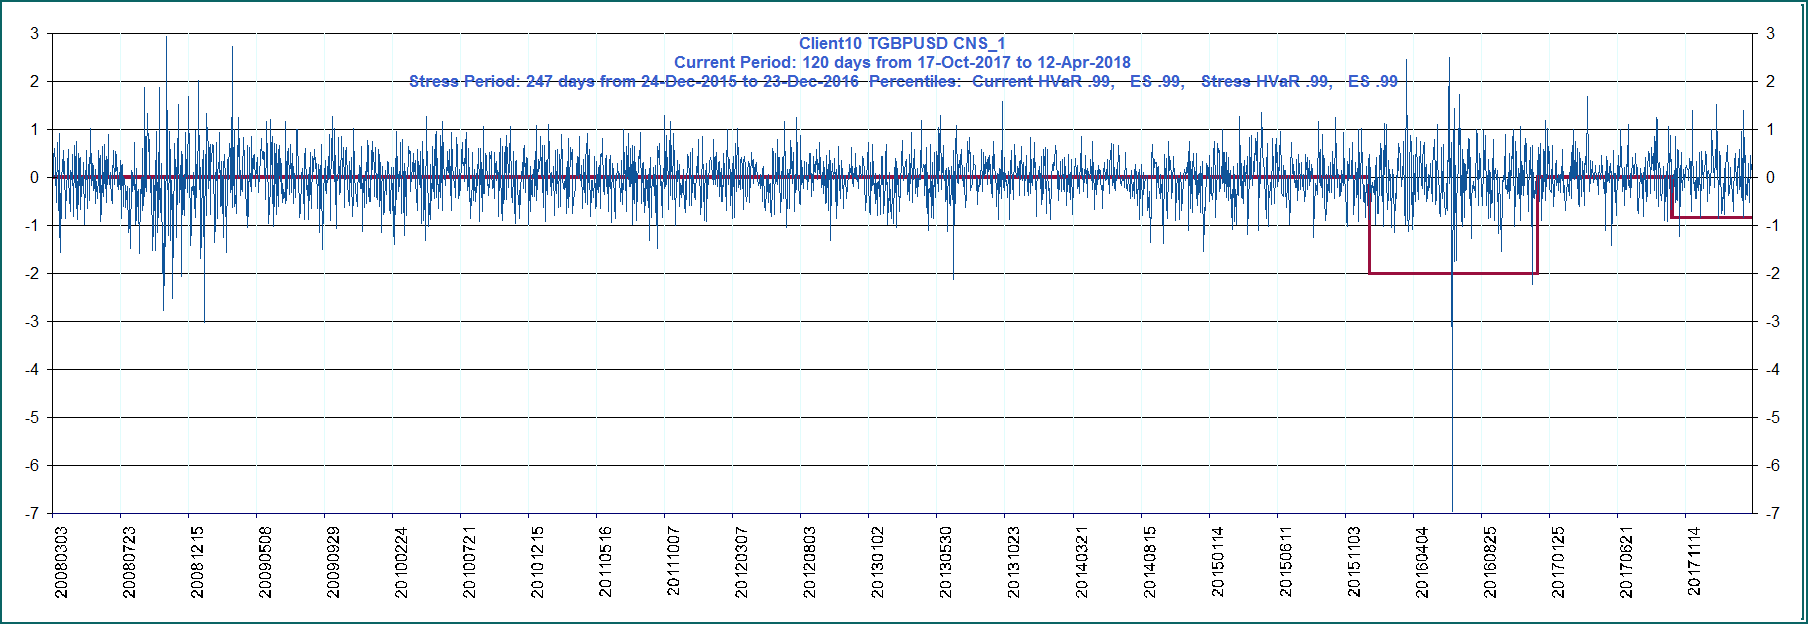 Client10 TGBPUSD CNS_1
Current Period: 120 days from 17-Oct-2017 to 12-Apr-2018
Stress Period: 247 days from 24-Dec-2015 to 23-Dec-2016  Percentiles:  Current HVaR .99,   ES .99,   Stress HVaR .99,   ES .99
3 3
2 2
1 1
0 0
-1 -1
-2 -2
-3 -3
-4 -4
-5 -5
-6 -6
-7 -7
20080303 20080723 20081215 20090508 20090929 20100224 20100721 20101215 20110516 20111007 20120307 20120803 20130102 20130530 20131023 20140321 20140815 20150114 20150611 20151103 20160404 20160825 20170125 20170621 20171114